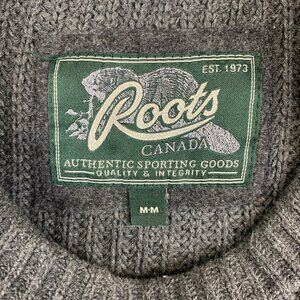 EST. 1973
Roots
CANADA
AUTHENTIC SPORTING GOODS
QUALITY & INTEGRITY
M-M